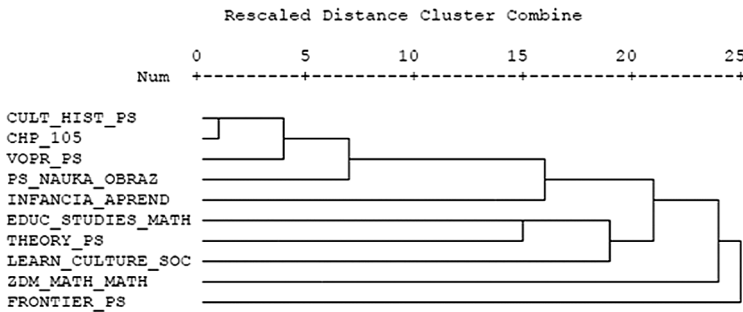 Rescaled Distance Cluster Combine
0 5 10 15 20 25
Num +---------+---------+---------+---------+---------+
CULT_HIST_PS
CHP_105
VOPR_PS
PS_NAUKA_OBRAZ
INFANCIA_APREND
EDUC_STUDIES_MATH
THEORY_PS
LEARN_CULTURE_SOC
ZDM_MATH_MATH
FRONTIER_PS